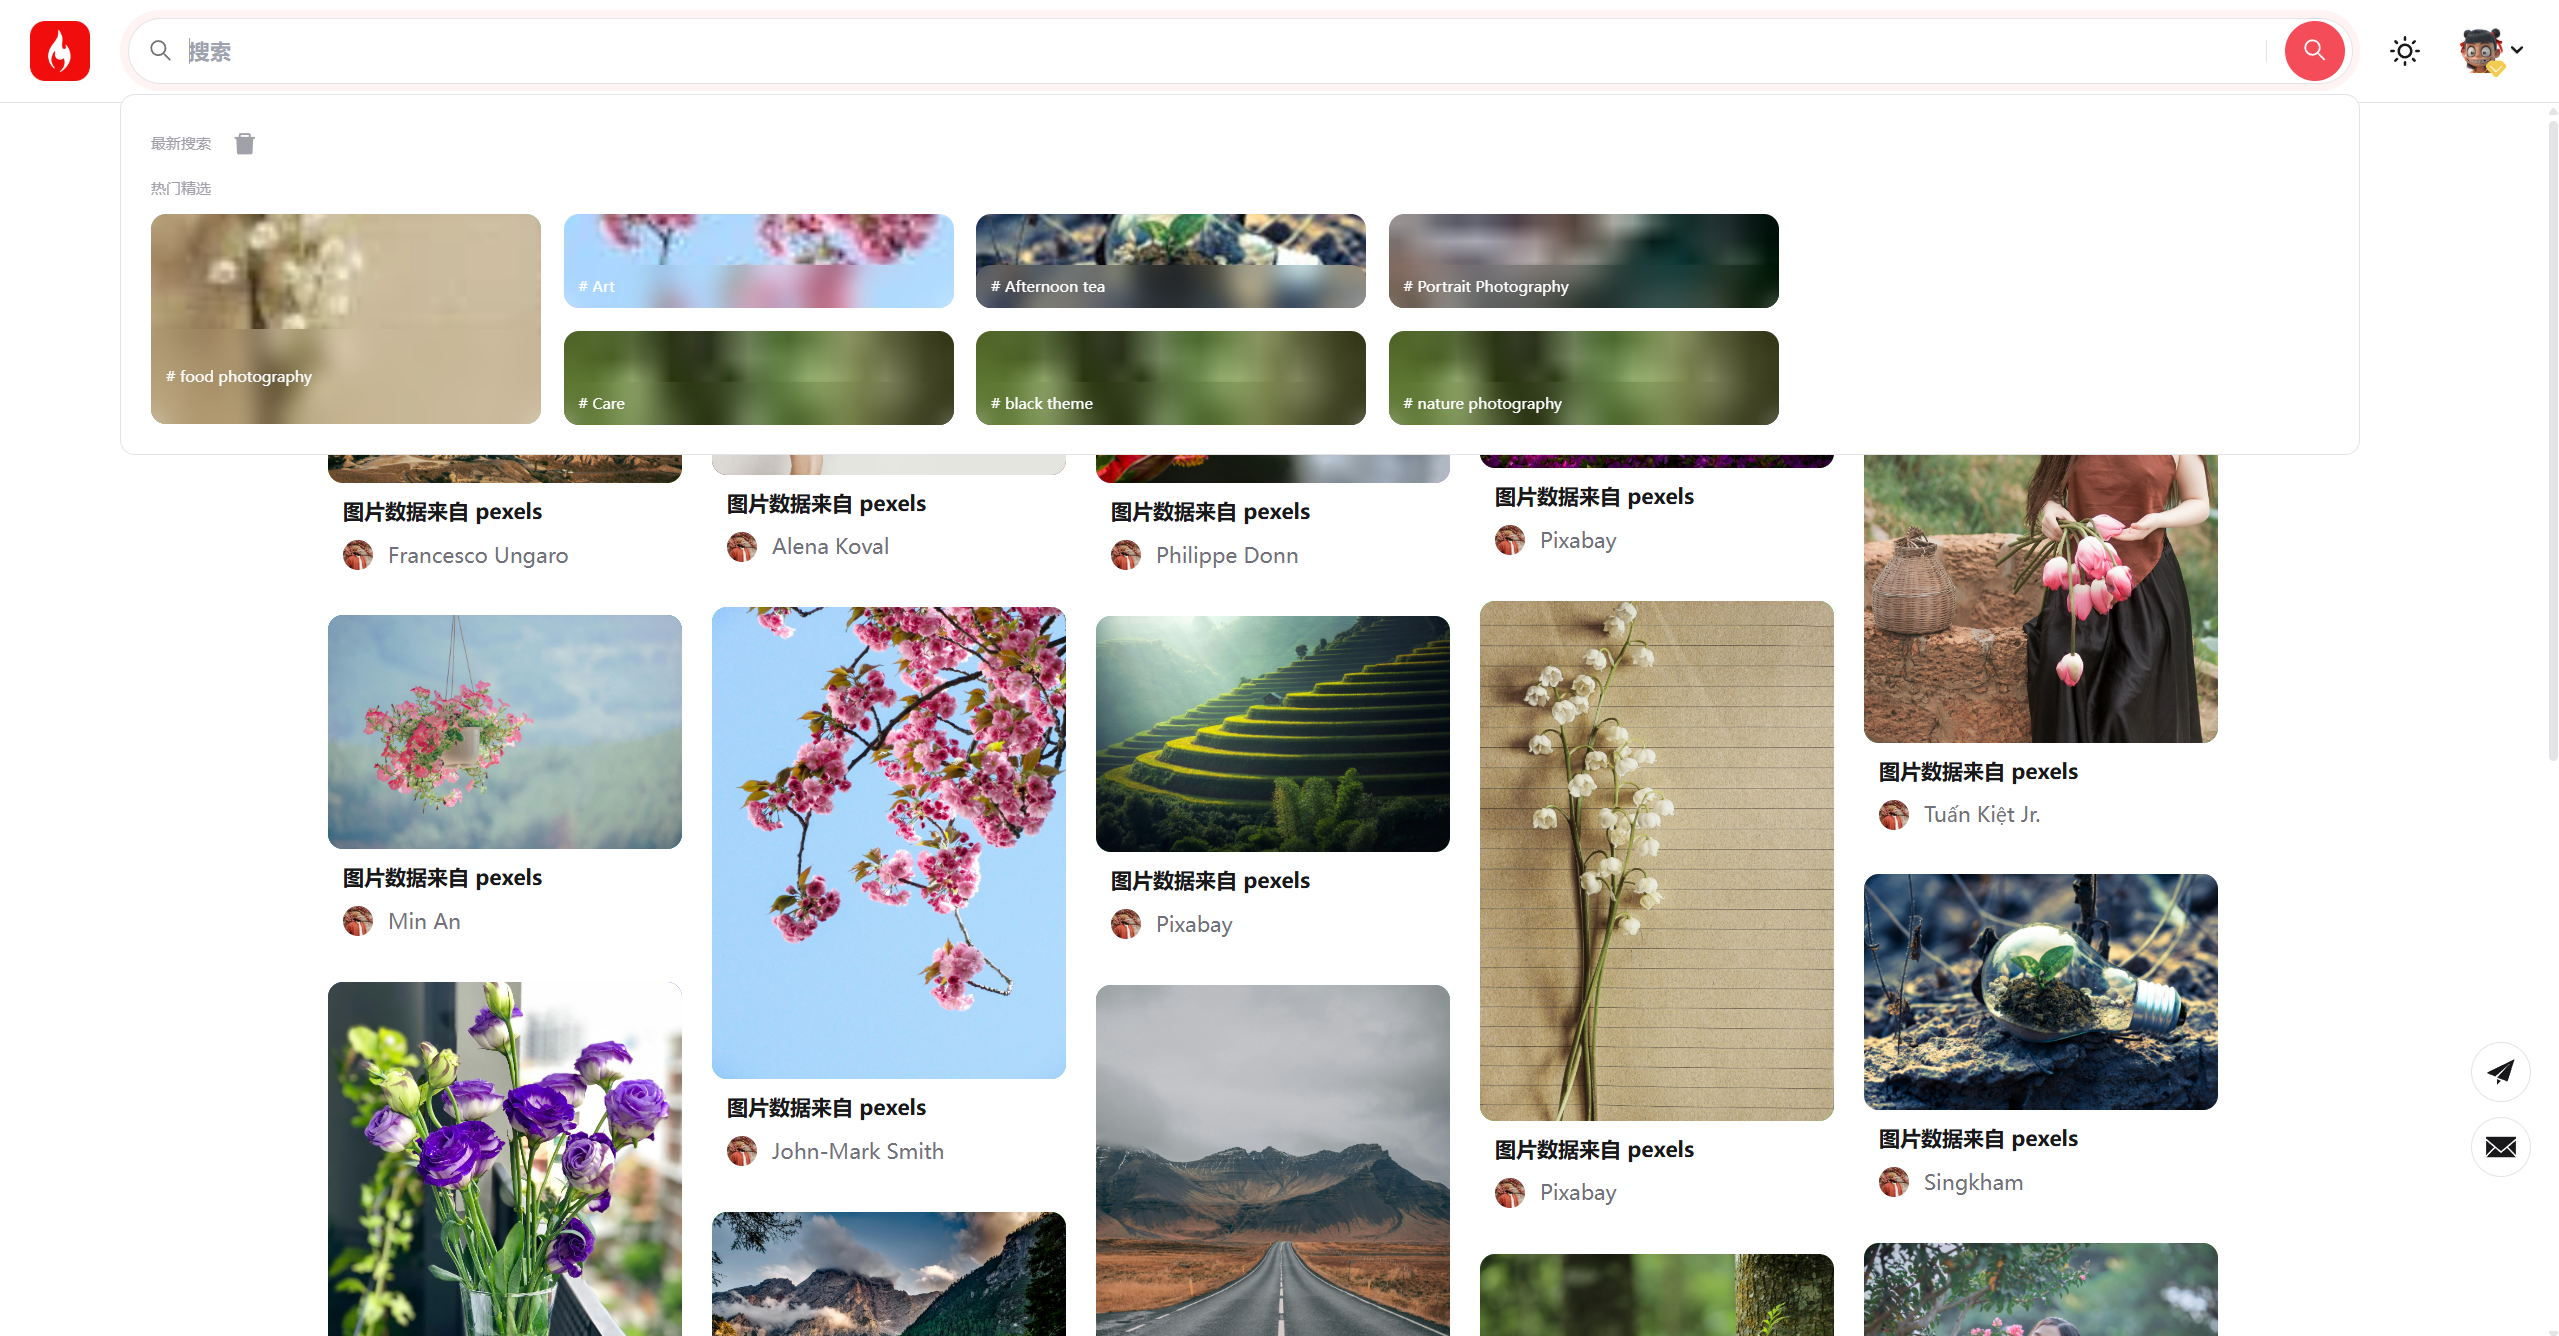 搜索
最新搜索
热门精选
# food photography
# Art
# Afternoon tea
# Portrait Photography
# Care
# black theme
# nature photography
图片数据来自 pexels
Francesco Ungaro
图片数据来自 pexels
Alena Koval
图片数据来自 pexels
Philippe Donn
图片数据来自 pexels
Pixabay
图片数据来自 pexels
Tuấn Kiệt Jr.
图片数据来自 pexels
Min An
图片数据来自 pexels
John-Mark Smith
图片数据来自 pexels
Pixabay
图片数据来自 pexels
Pixabay
图片数据来自 pexels
Singkham